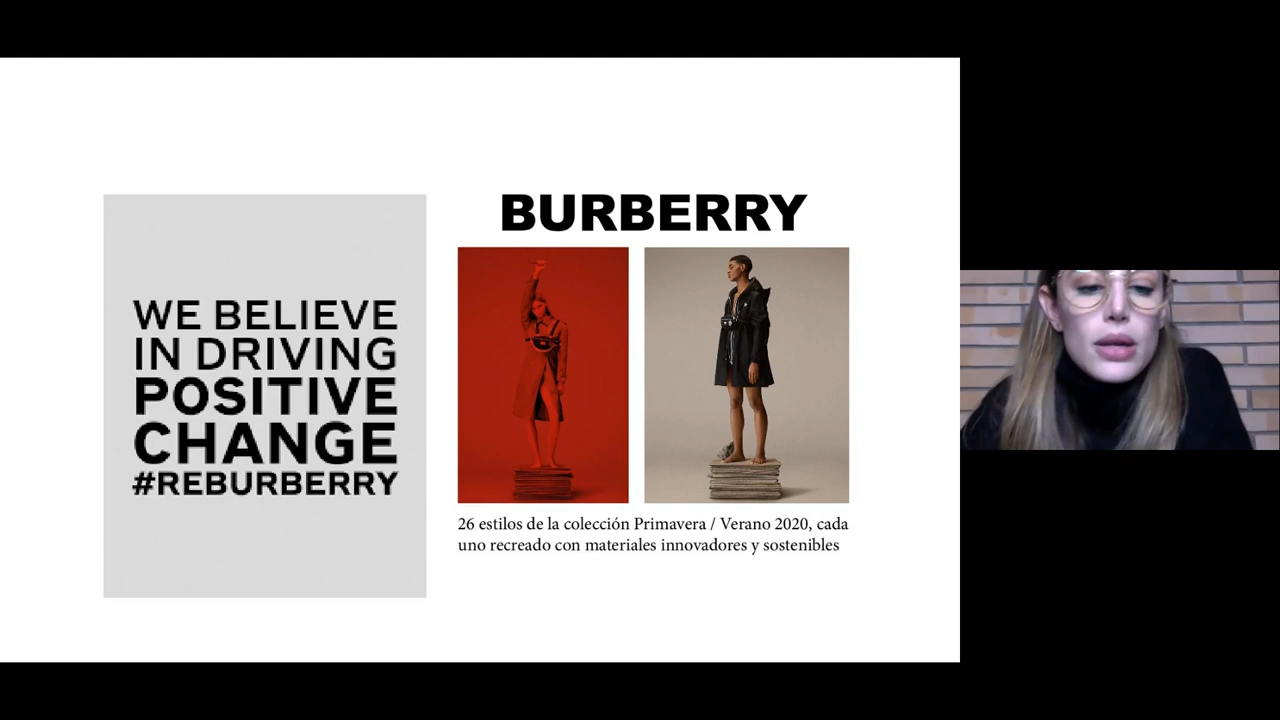 WE BELIEVE
IN DRIVING
POSITIVE
CHANGE
#REBURBERRY
BURBERRY
26 estilos de la colección Primavera / Verano 2020, cada
uno recreado con materiales innovadores y sostenibles